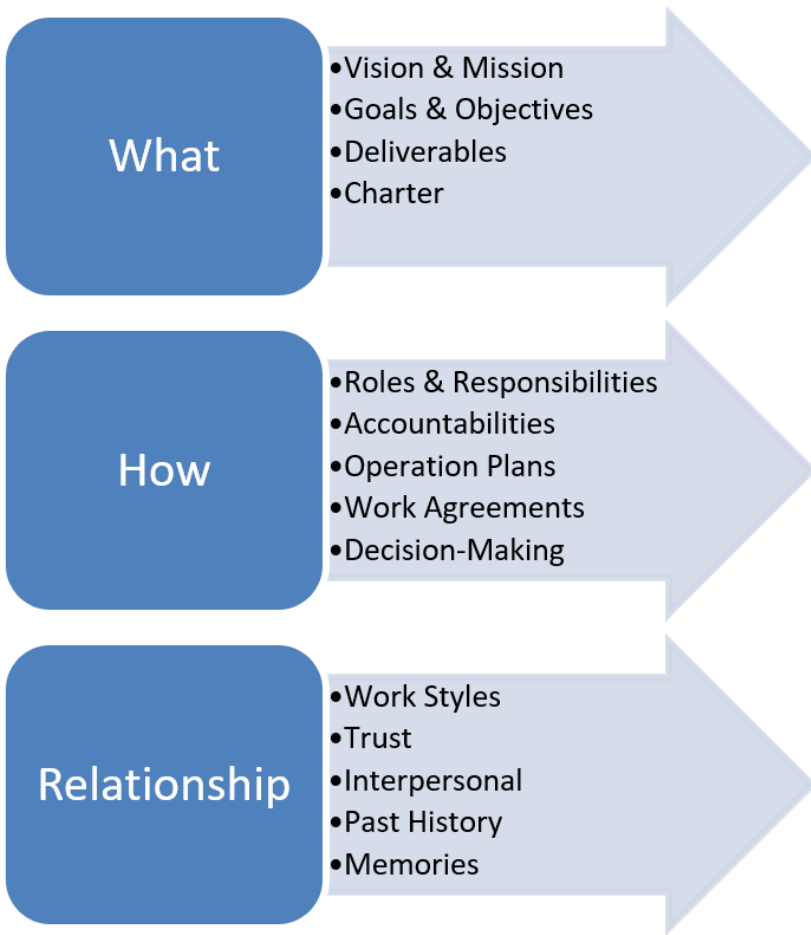 What
•Vision & Mission
•Goals & Objectives
•Deliverables
•Charter
How
•Roles & Responsibilities
•Accountabilities
•Operation Plans
•Work Agreements
•Decision-Making
Relationship
•Work Styles
•Trust
•Interpersonal
•Past History
•Memories